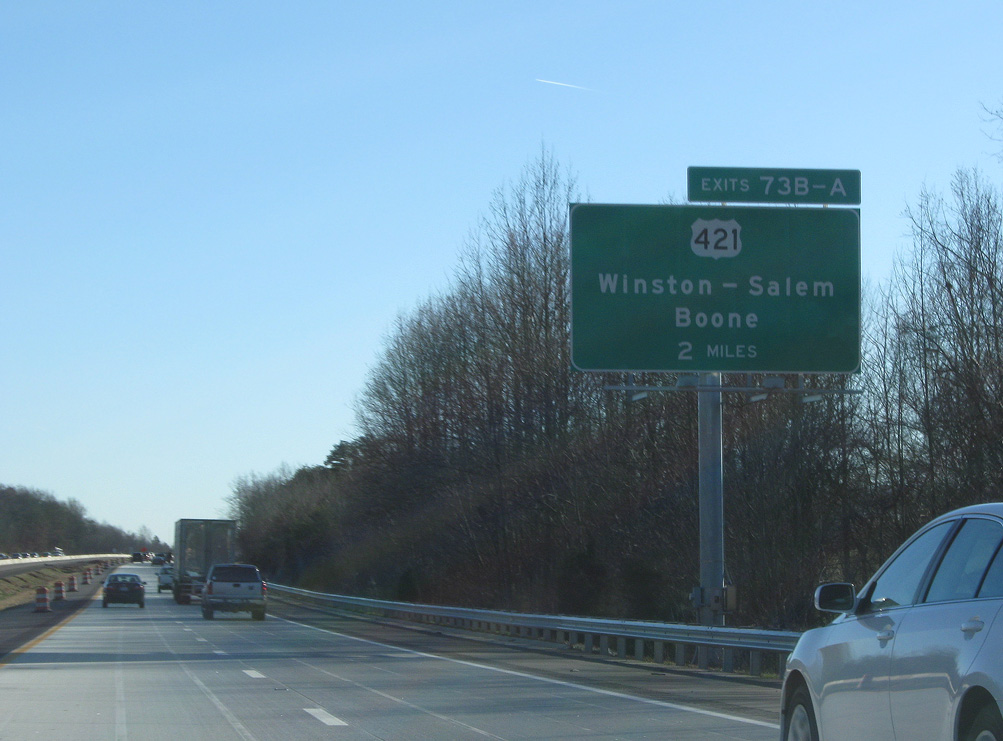 EXITS 73B-A
421
Winston - Salem
Boone
2 MILES